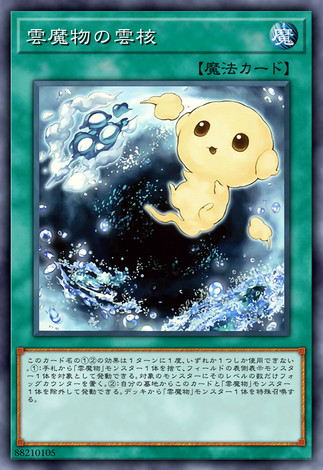 雲魔物の雲核
魔
【魔法カード】
このカード名の①②の効果は1ターンに1度、いずれか1つしか使用できない
。①:手札から「雲魔物」モンスター1体を捨て、フィールドの表側表示モンスタ
ー1体を対象として発動できる。対象のモンスターにそのレベルの数だけフォ
ッグカウンターを置く。②:自分の墓地からこのカードと「雲魔物」モンスター1
体を除外して発動できる。デッキから「雲魔物」モンスター1体を特殊召喚す
る。
88210105